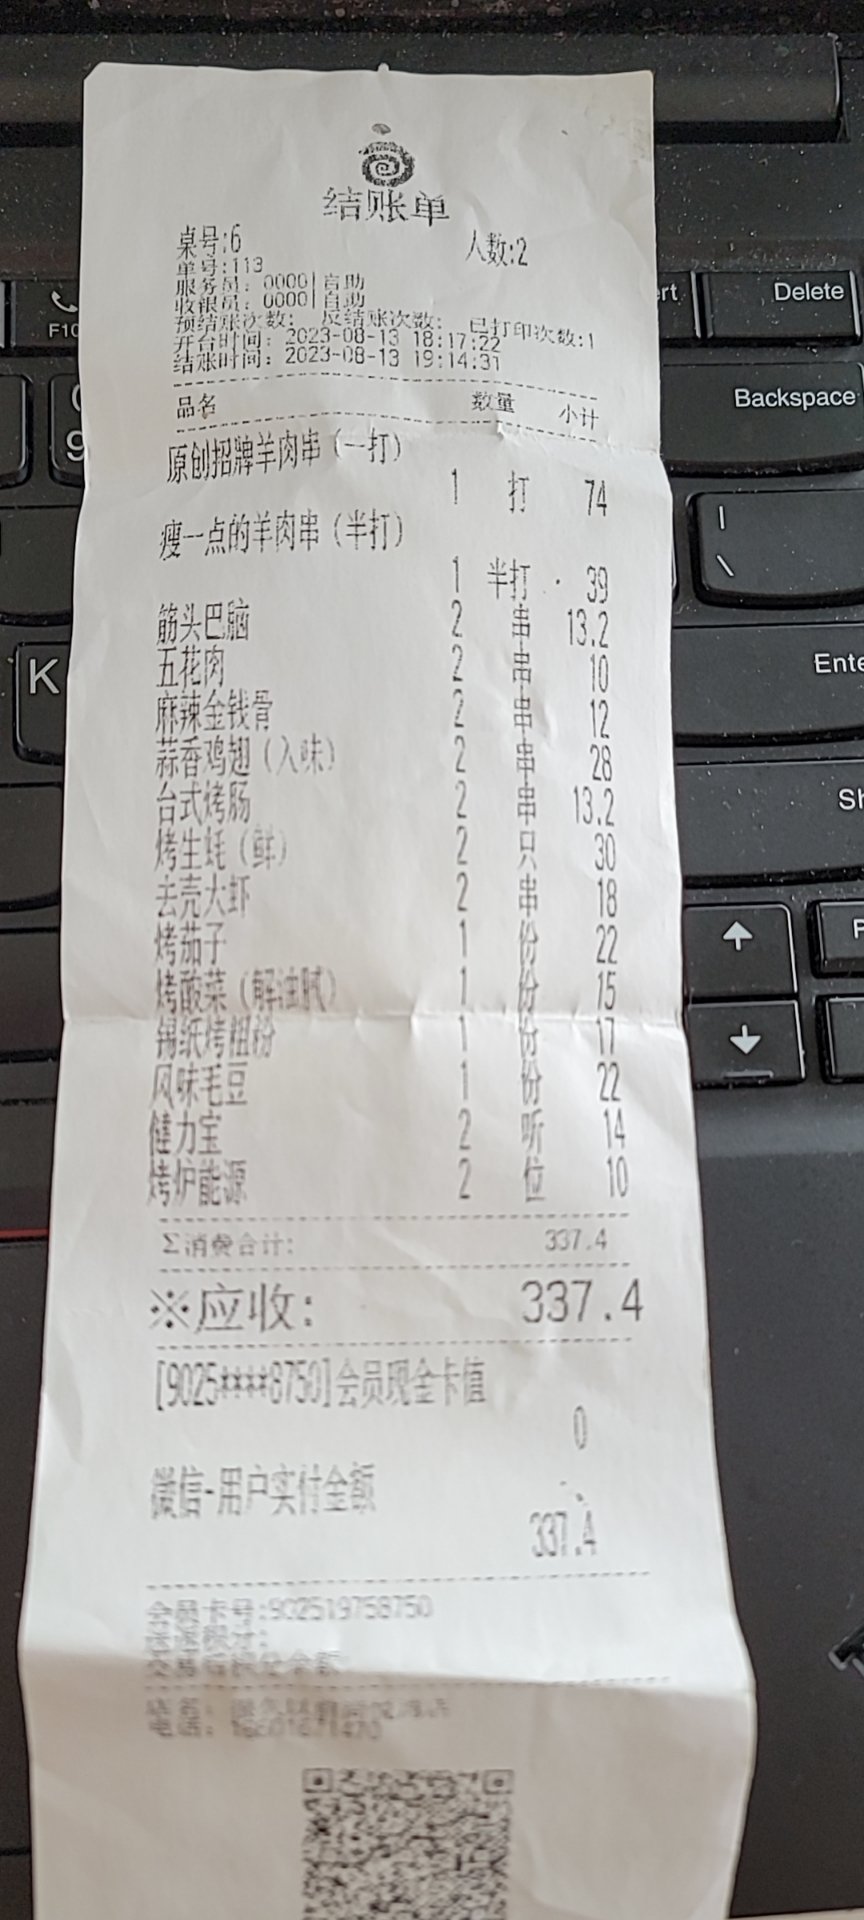 结账单
桌号:6 人数:2
单号:113
服务员: 0000|自助
收银员: 0000|自助
预结账次数: 反结账次数: 已打印次数:1
开台时间: 2023-08-13 18:17:22
结账时间: 2023-08-13 19:14:31
品名 数量 小计
原创招牌羊肉串(一打)
1 打 74
瘦一点的羊肉串(半打)
1 半打 39
筋头巴脑 2 串 13.2
五花肉 2 串 10
麻辣金钱骨 2 串 12
蒜香鸡翅(入味) 2 串 28
台式烤肠 2 串 13.2
烤生蚝(鲜) 2 只 30
去壳大虾 2 串 18
烤茄子 1 份 22
烤酸菜(解油腻) 1 份 15
锡纸烤粗粉 1 份 17
风味毛豆 1 份 22
健力宝 2 听 14
烤炉能源 2 位 10
Σ消费合计: 337.4
※应收: 337.4
[9025****8750]会员现金卡值
0
微信-用户实付金额
337.4
会员卡号:902519758750
店名:
电话:
F10
9
K
Delete
Backspace
|
\
Ente
Sh
↑
↓